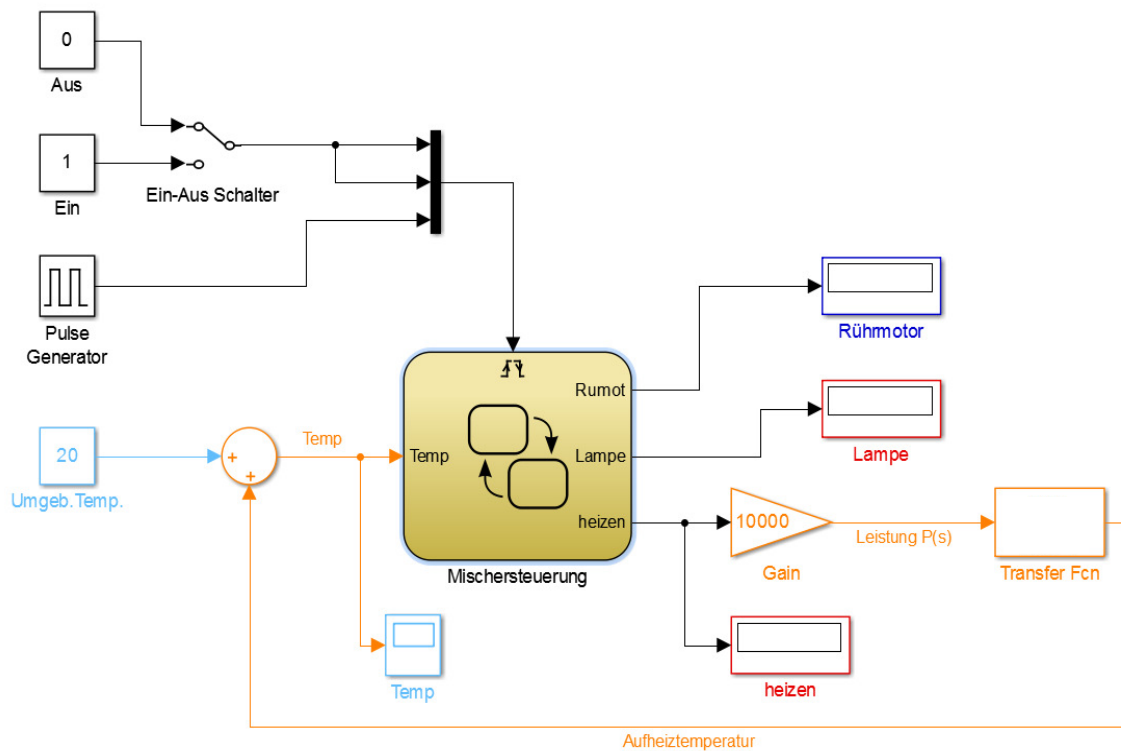 0
Aus
1
Ein
Ein-Aus Schalter
Pulse
Generator
Rühmotor
Rumot
Lampe
Lampe
Temp
20
Umgeb.Temp.
Temp
heizen
Mischersteuerung
10000
Gain
Leistung P(s)
Transfer Fcn
Temp
heizen
Aufheiztemperatur